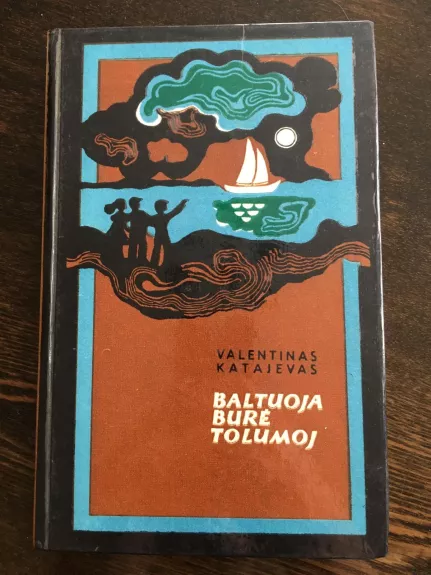 VALENTINAS
KATAJEVAS
BALTUOJA
BURĖ
TOLUMOJ